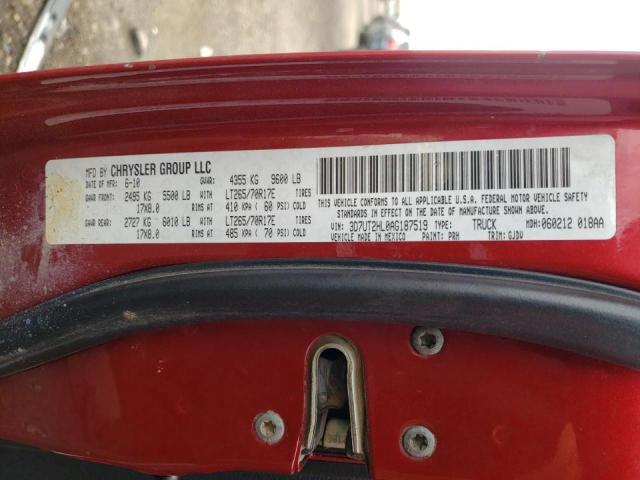 MFD BY CHRYSLER GROUP LLC
DATE OF MFR 6-10 GVWR: 4355 KG 9600 LB
GAWR FRONT: 2495 KG 5500 LB WITH LT265/70R17E TIRES
17X8.0 RIMS AT 410 KPA ( 60 PSI) COLD
GAWR REAR: 2727 KG 6010 LB WITH LT265/70R17E TIRES
17X8.0 RIMS AT 485 KPA ( 70 PSI) COLD
THIS VEHICLE CONFORMS TO ALL APPLICABLE U.S.A. FEDERAL MOTOR VEHICLE SAFETY
STANDARDS IN EFFECT ON THE DATE OF MANUFACTURE SHOWN ABOVE.
VIN: 3D7UT2HL0AG187519 TYPE: TRUCK MDH: 060212 018AA
MADE IN MEXICO PAINT: PRH TRIM: GJDV